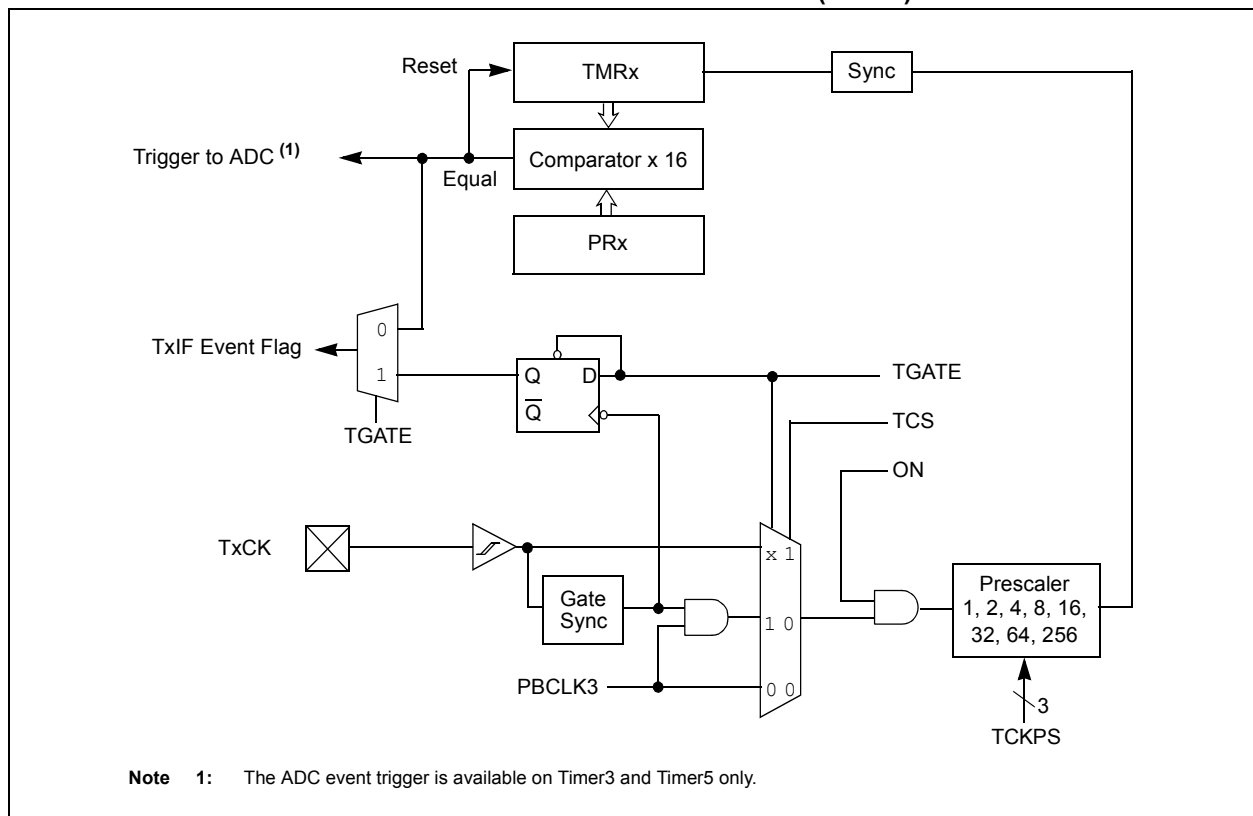 Reset
TMRx
Sync
Trigger to ADC (1)
Equal
Comparator x 16
PRx
0
TxIF Event Flag
1
Q
D
Q
TGATE
TGATE
TCS
ON
TxCK
x 1
Gate
Sync
1 0
Prescaler
1, 2, 4, 8, 16,
32, 64, 256
PBCLK3
0 0
3
TCKPS
Note 1: The ADC event trigger is available on Timer3 and Timer5 only.